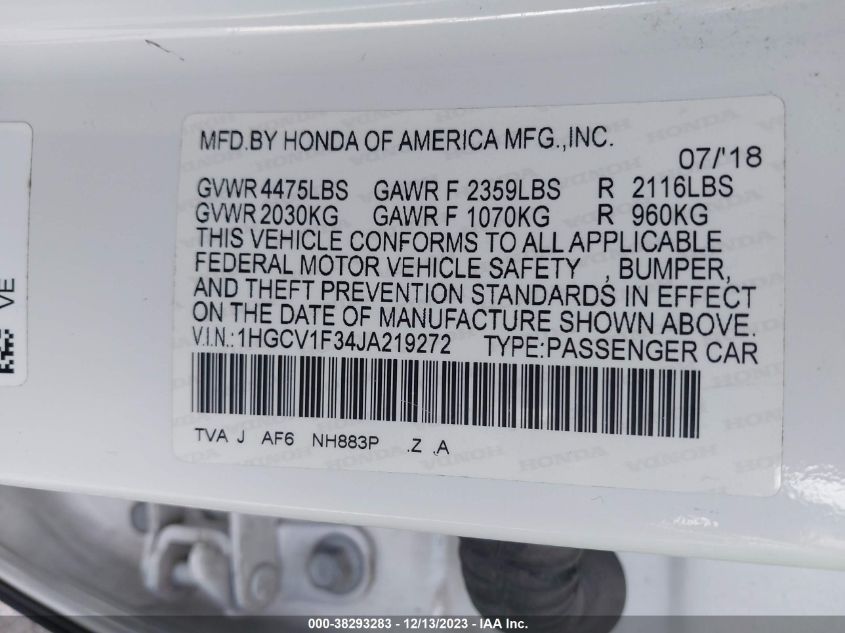 MFD.BY HONDA OF AMERICA MFG.,INC.
07/'18
GVWR 4475LBS GAWR F 2359LBS R 2116LBS
GVWR 2030KG GAWR F 1070KG R 960KG
THIS VEHICLE CONFORMS TO ALL APPLICABLE
FEDERAL MOTOR VEHICLE SAFETY , BUMPER,
AND THEFT PREVENTION STANDARDS IN EFFECT
ON THE DATE OF MANUFACTURE SHOWN ABOVE.
V.I.N.:1HGCV1F34JA219272 TYPE:PASSENGER CAR
TVA J AF6 NH883P .Z .A
VE
000-38293283 - 12/13/2023 - IAA Inc.